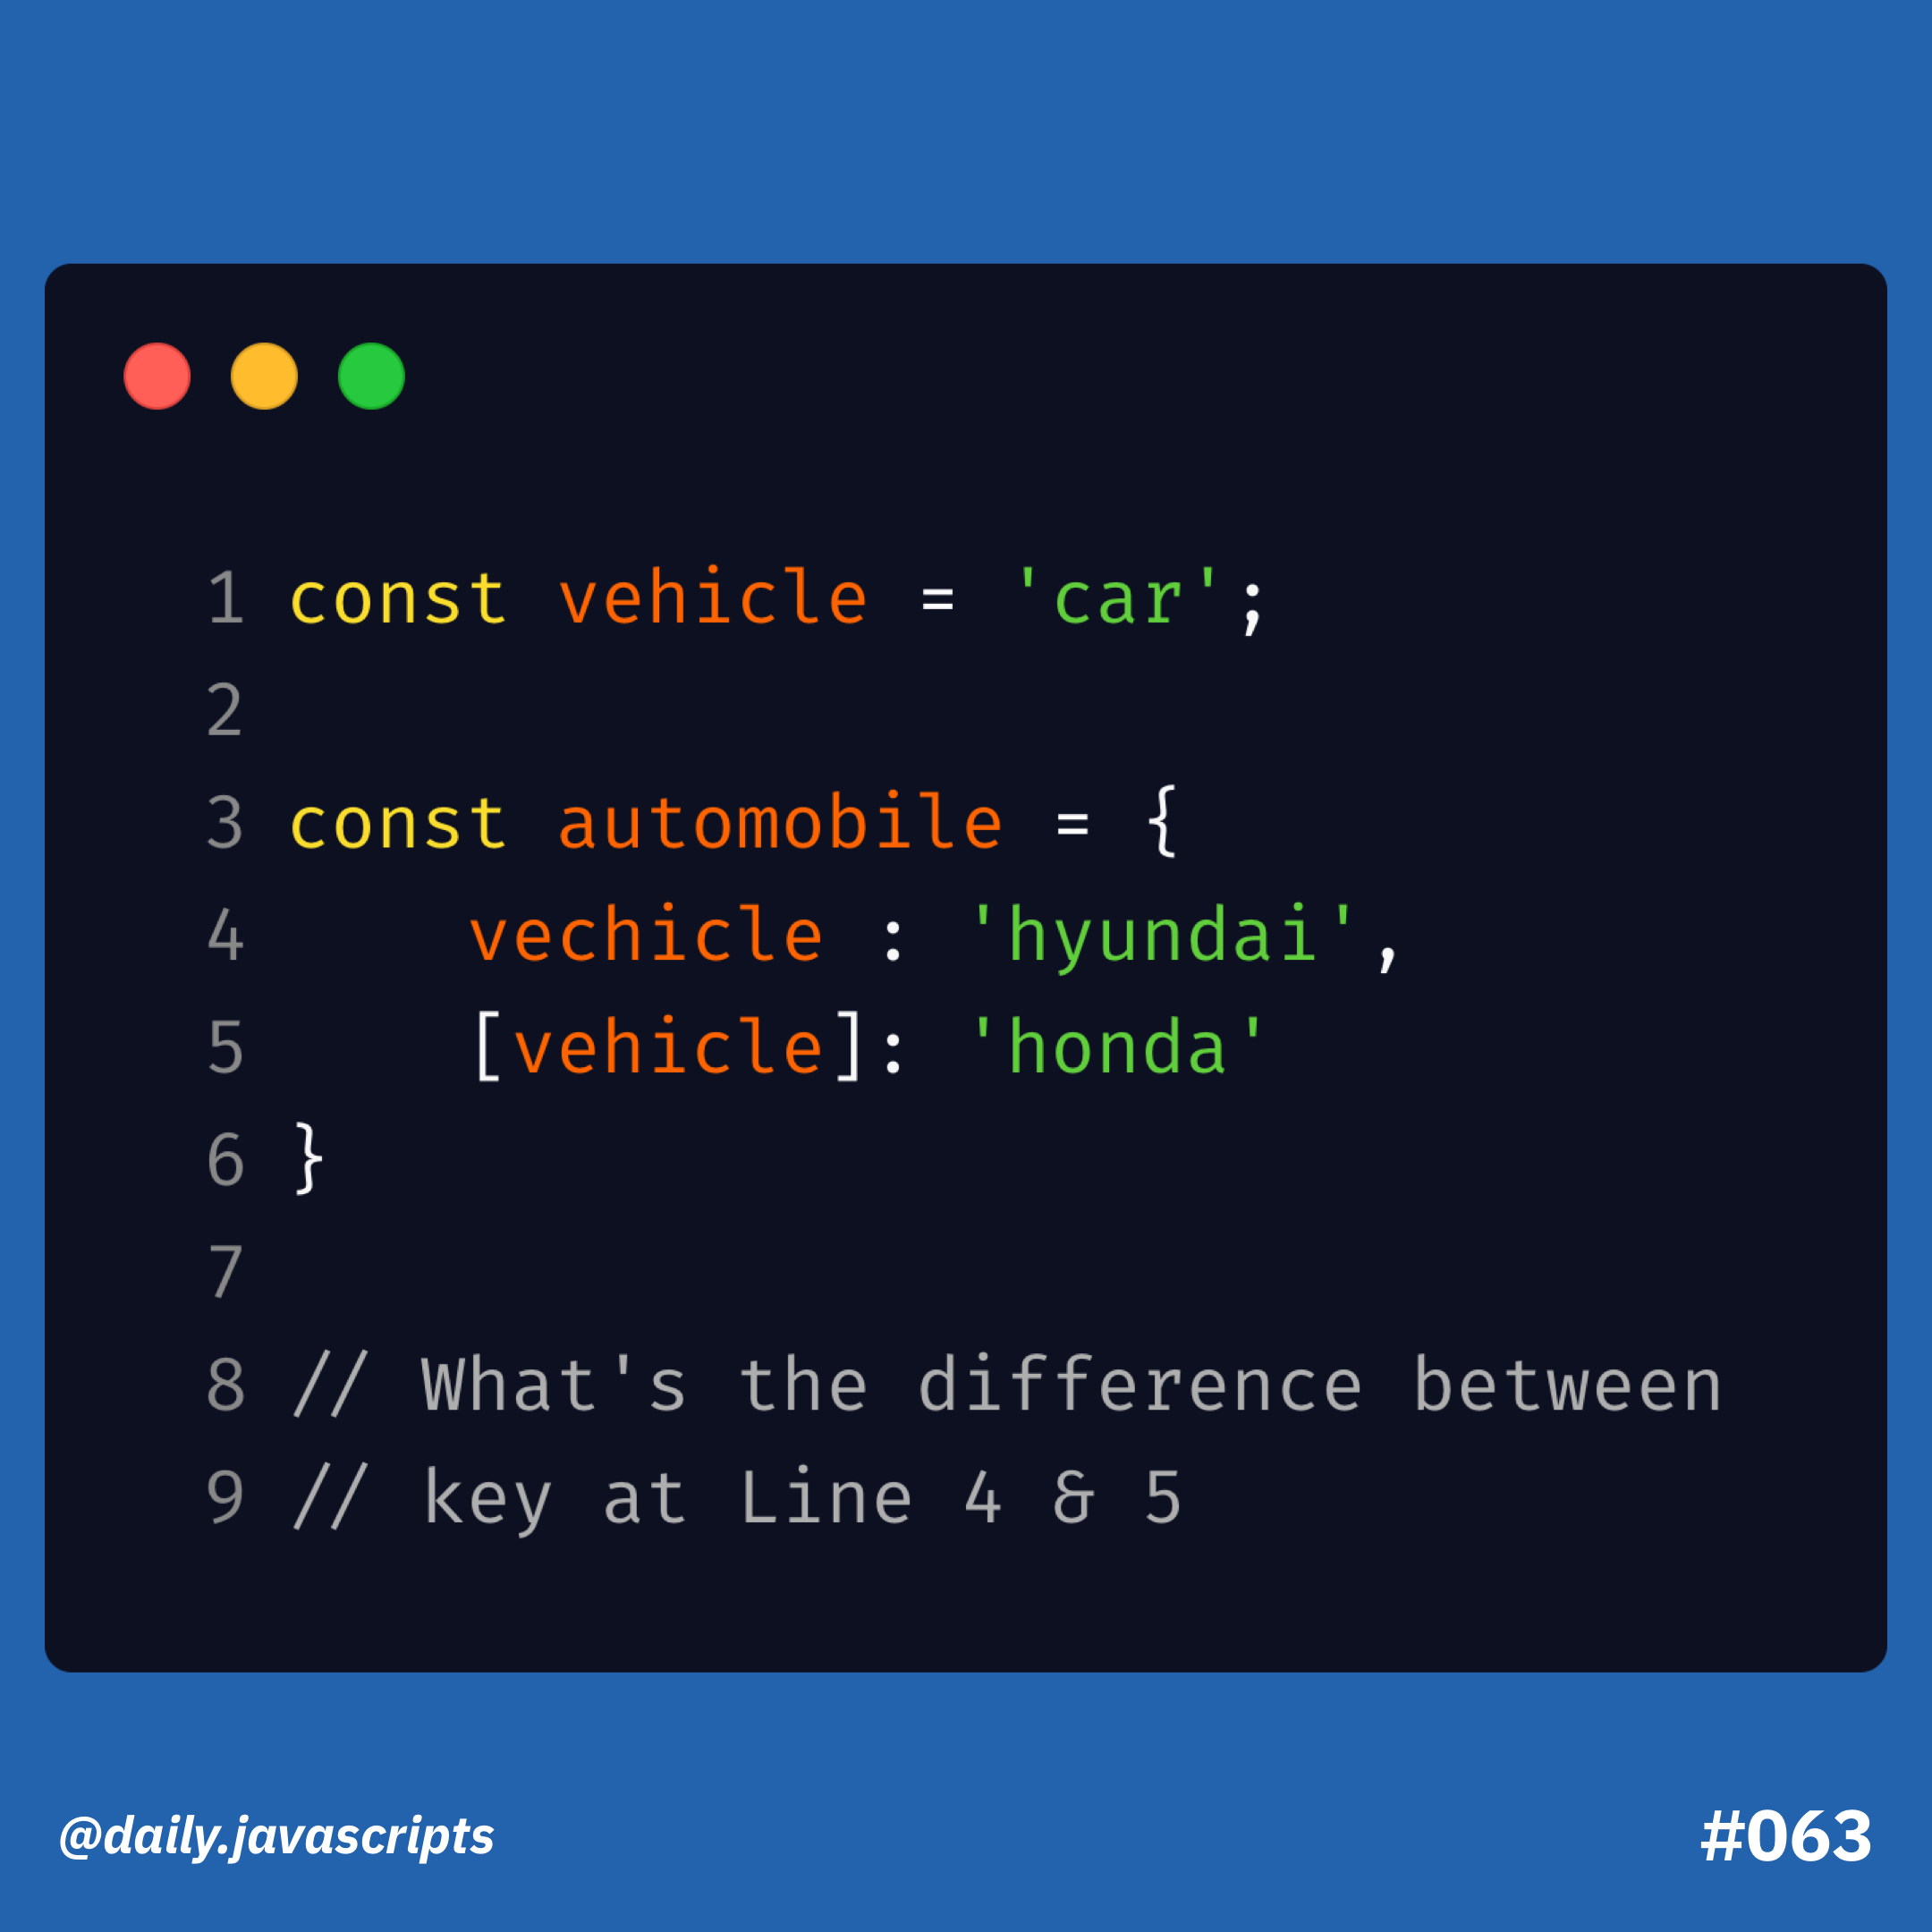 1 const vehicle = 'car';
2
3 const automobile = {
4     vechicle : 'hyundai',
5     [vehicle]: 'honda'
6 }
7
8 // What's the difference between
9 // key at Line 4 & 5
@daily.javascripts
#063